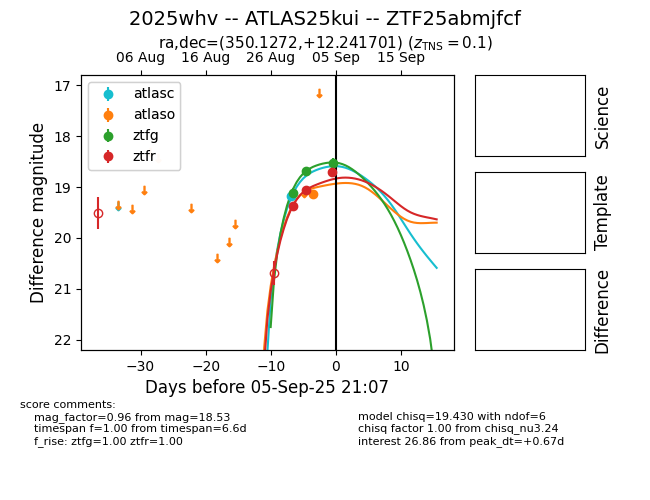 2025whv -- ATLAS25kui -- ZTF25abmjfcf
ra,dec=(350.1272,+12.241701) (z_TNS = 0.1)
06 Aug 16 Aug 26 Aug 05 Sep 15 Sep
atlasc
atlaso
ztfg
ztfr
17
18
19
20
21
22
Difference magnitude
−30 −20 −10 0 10
Days before 05-Sep-25 21:07
Science
Template
Difference
score comments:
mag_factor=0.96 from mag=18.53
timespan f=1.00 from timespan=6.6d
f_rise: ztfg=1.00 ztfr=1.00
model chisq=19.430 with ndof=6
chisq factor 1.00 from chisq_nu3.24
interest 26.86 from peak_dt=+0.67d